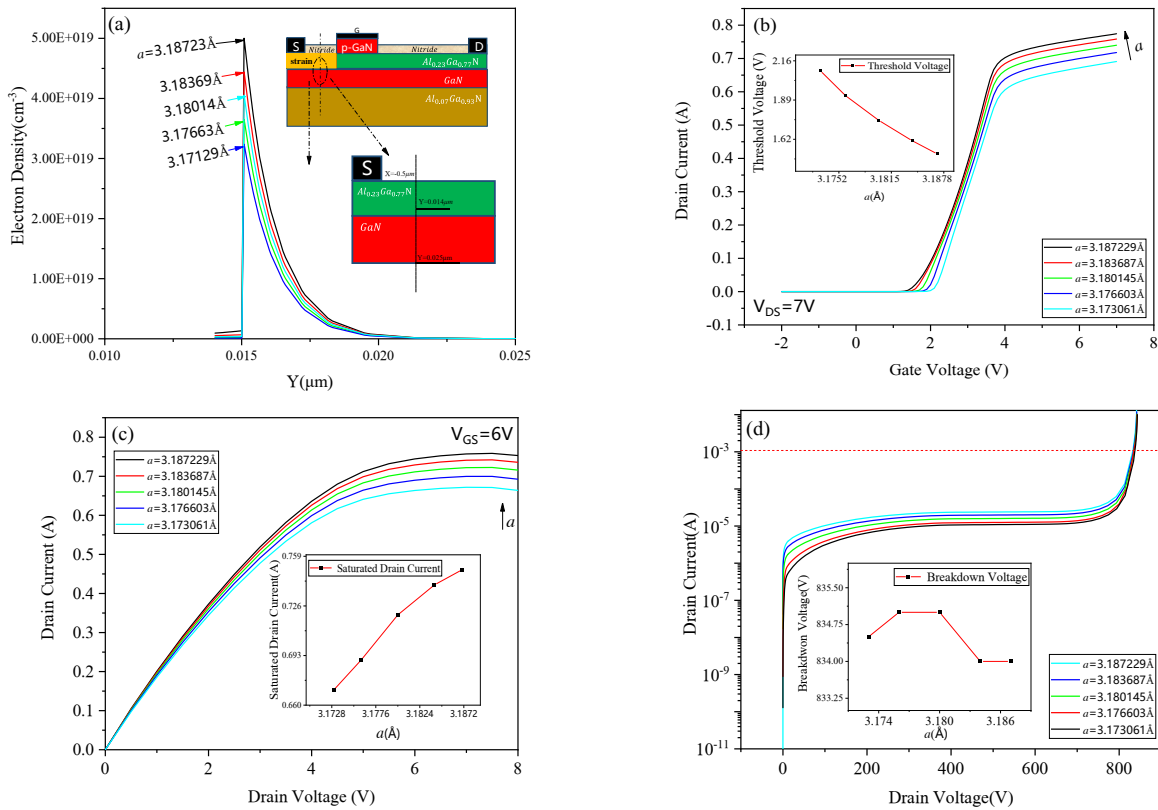 (a)
5.00E+019
4.00E+019
3.00E+019
5.00E+019
2.00E+019
1.00E+019
0.00E+000
Electron Density(cm-3)
0.010
0.015
0.020
0.025
Y(μm)
a=3.18723Å
3.18369Å
3.18014Å
3.17663Å
3.17129Å
G
S
Nitride
p-GaN
Nitride
D
strain
Al0.23Ga0.77N
GaN
Al0.07Ga0.93N
S
X=-0.5μm
Al0.23Ga0.77N
Y=0.014μm
GaN
Y=0.025μm
(b)
0.8
0.7
0.6
0.5
0.4
0.3
0.2
0.1
0.0
0.1
Drain Current (A)
-2
0
2
4
6
8
Gate Voltage (V)
VDS=7V
a
Threshold Voltage
2.16
1.89
1.62
Threshold Voltage (V)
3.1752
3.1815
3.1878
a(Å)
a=3.187229Å
a=3.183687Å
a=3.180145Å
a=3.176603Å
a=3.173061Å
(c)
VGS=6V
0.8
0.7
0.6
0.5
0.4
0.3
0.2
0.1
0.0
Drain Current (A)
0
2
4
6
8
Drain Voltage (V)
a=3.187229Å
a=3.183687Å
a=3.180145Å
a=3.176603Å
a=3.173061Å
a
Saturated Drain Current
0.759
0.726
0.693
0.660
Saturated Drain Current(A)
3.1728
3.1776
3.1824
3.1872
a(Å)
(d)
10-3
10-5
10-7
10-9
10-11
Drain Current(A)
0
200
400
600
800
Drain Voltage(V)
Breakdown Voltage
835.50
834.75
834.00
833.25
Breakdwon Voltage(V)
3.174
3.180
3.186
a(Å)
a=3.187229Å
a=3.183687Å
a=3.180145Å
a=3.176603Å
a=3.173061Å